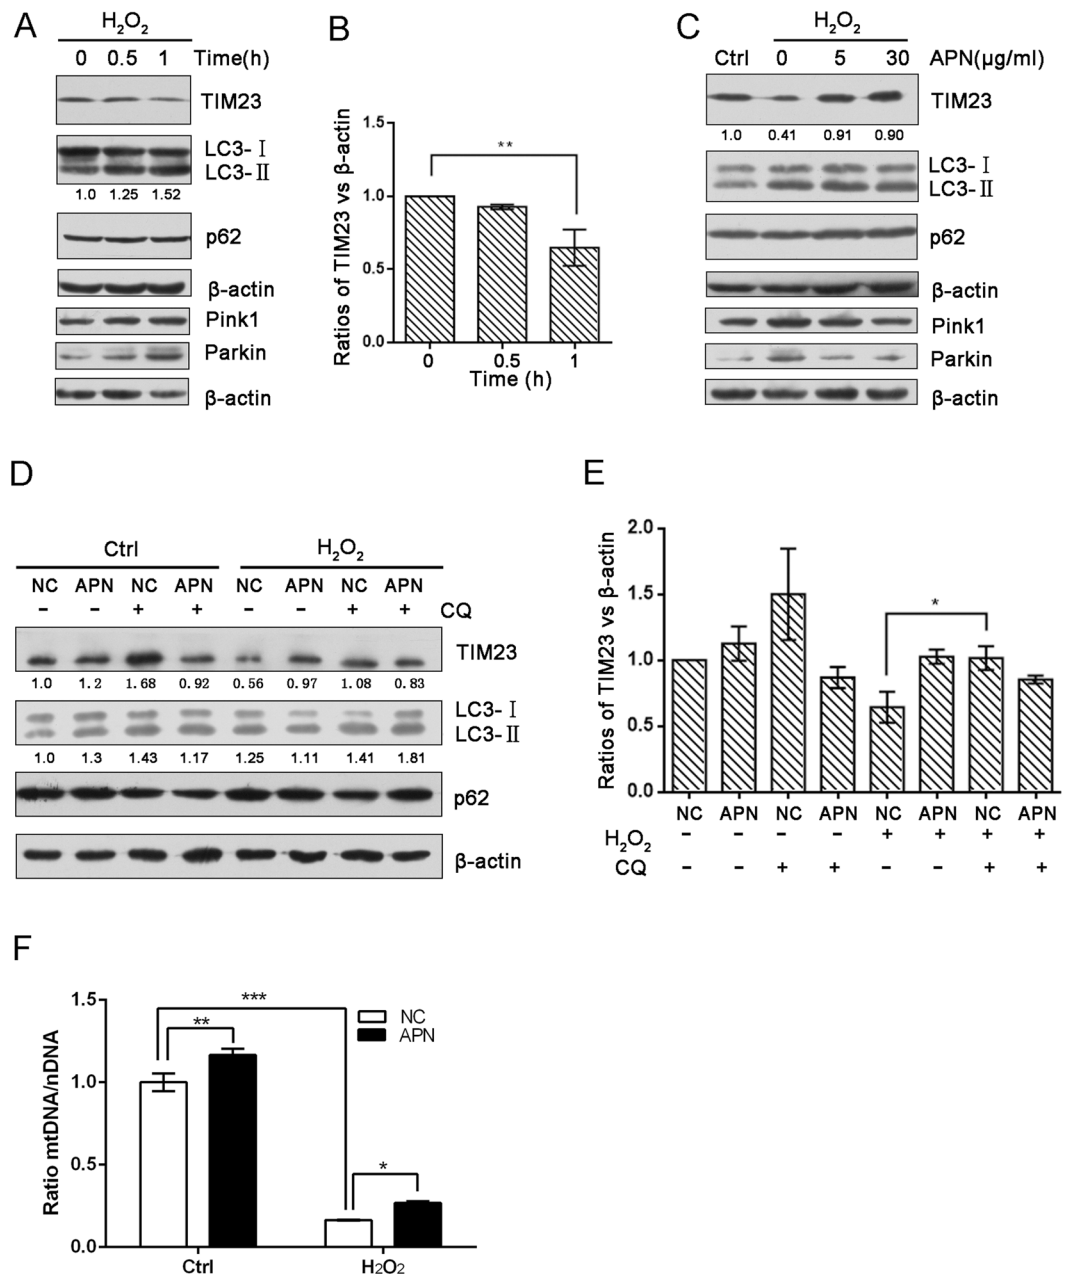 A
H₂O₂
0 0.5 1 Time(h)
TIM23
LC3-Ⅰ
LC3-Ⅱ
1.0 1.25 1.52
p62
β-actin
Pink1
Parkin
β-actin
B
Ratios of TIM23 vs β-actin
1.5
1.0
0.5
0.0
**
0 0.5 1
Time (h)
C
H₂O₂
Ctrl 0 5 30 APN(μg/ml)
TIM23
1.0 0.41 0.91 0.90
LC3-Ⅰ
LC3-Ⅱ
p62
β-actin
Pink1
Parkin
β-actin
D
Ctrl H₂O₂
NC APN NC APN NC APN NC APN
− − + + − − + + CQ
TIM23
1.0 1.2 1.68 0.92 0.56 0.97 1.08 0.83
LC3-Ⅰ
LC3-Ⅱ
1.0 1.3 1.43 1.17 1.25 1.11 1.41 1.81
p62
β-actin
E
Ratios of TIM23 vs β-actin
2.0
1.5
1.0
0.5
0.0
*
NC APN NC APN NC APN NC APN
H₂O₂ − − − − + + + +
CQ − − + + − − + +
F
Ratio mtDNA/nDNA
1.5
1.0
0.5
0.0
***
**
*
NC
APN
Ctrl H₂O₂